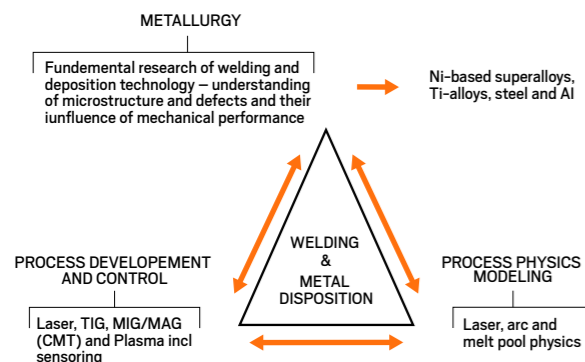 METALLURGY
Fundemental research of welding and
deposition technology – understanding
of microstructure and defects and their
iunfluence of mechanical performance
Ni-based superalloys,
Ti-alloys, steel and Al
WELDING
&
METAL
DISPOSITION
PROCESS DEVELOPEMENT
AND CONTROL
Laser, TIG, MIG/MAG
(CMT) and Plasma incl
sensoring
PROCESS PHYSICS
MODELING
Laser, arc and
melt pool physics